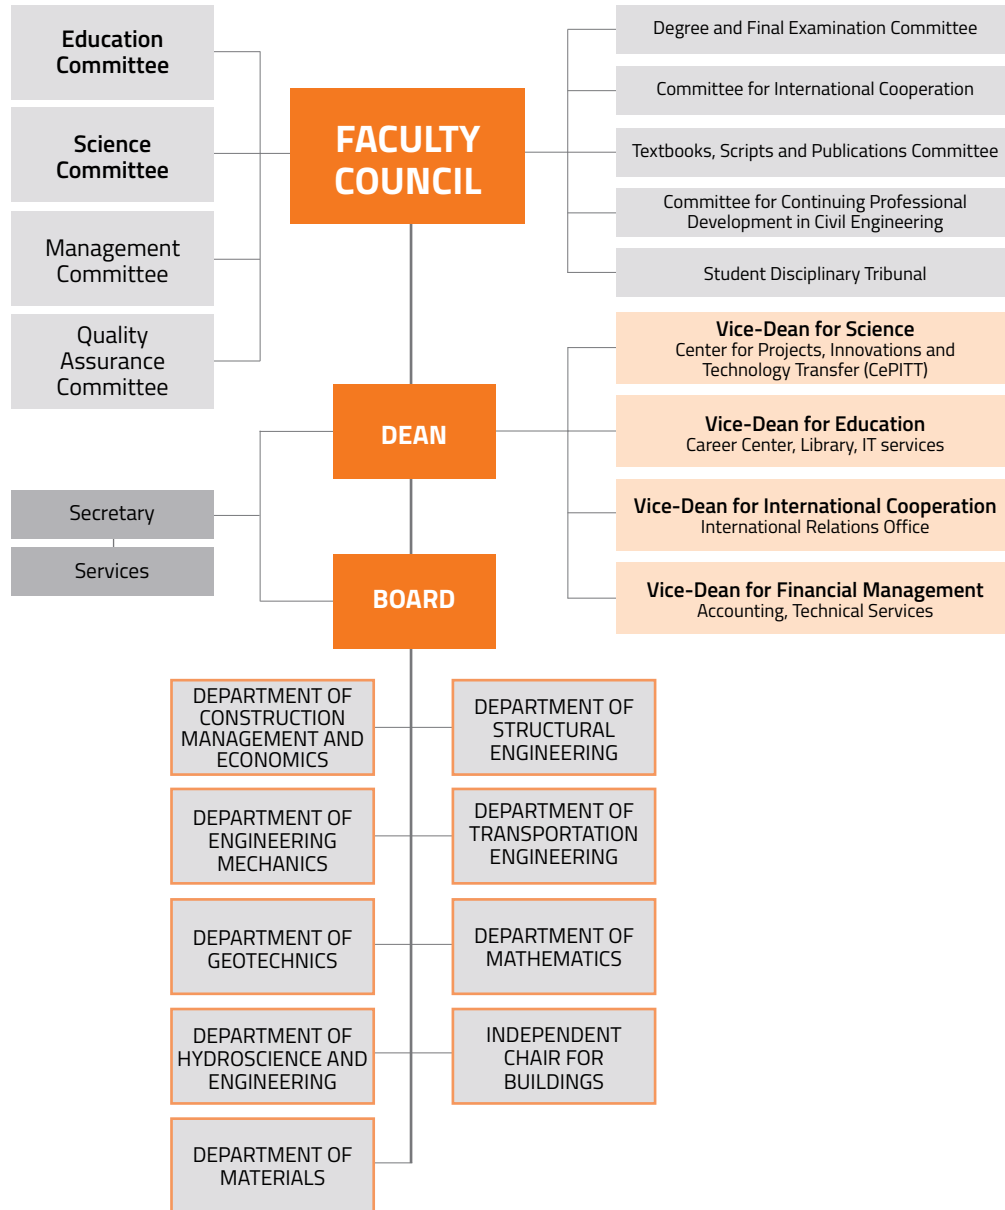 Education
Committee
Science
Committee
Management
Committee
Quality
Assurance
Committee
FACULTY
COUNCIL
Degree and Final Examination Committee
Committee for International Cooperation
Textbooks, Scripts and Publications Committee
Committee for Continuing Professional
Development in Civil Engineering
Student Disciplinary Tribunal
DEAN
Vice-Dean for Science
Center for Projects, Innovations and
Technology Transfer (CePITT)
Vice-Dean for Education
Career Center, Library, IT services
Vice-Dean for International Cooperation
International Relations Office
Vice-Dean for Financial Management
Accounting, Technical Services
Secretary
Services
BOARD
DEPARTMENT OF
CONSTRUCTION
MANAGEMENT AND
ECONOMICS
DEPARTMENT OF
STRUCTURAL
ENGINEERING
DEPARTMENT OF
ENGINEERING
MECHANICS
DEPARTMENT OF
TRANSPORTATION
ENGINEERING
DEPARTMENT OF
GEOTECHNICS
DEPARTMENT OF
MATHEMATICS
DEPARTMENT OF
HYDROSCIENCE AND
ENGINEERING
INDEPENDENT
CHAIR FOR
BUILDINGS
DEPARTMENT OF
MATERIALS